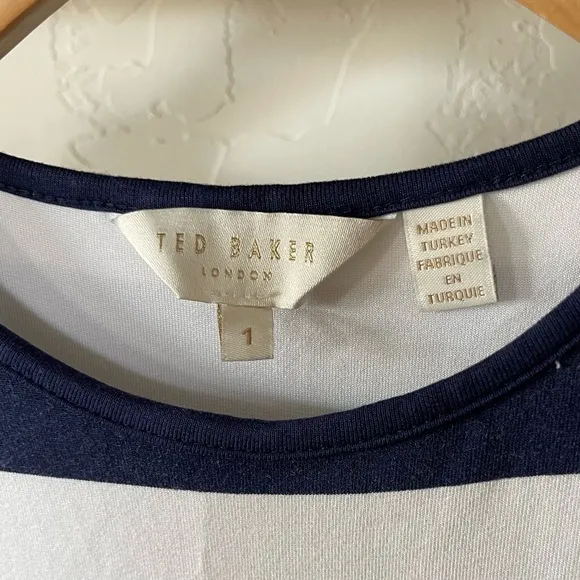 TED BAKER
LONDON
1
MADE IN
TURKEY
FABRIQUE
EN
TURQUIE